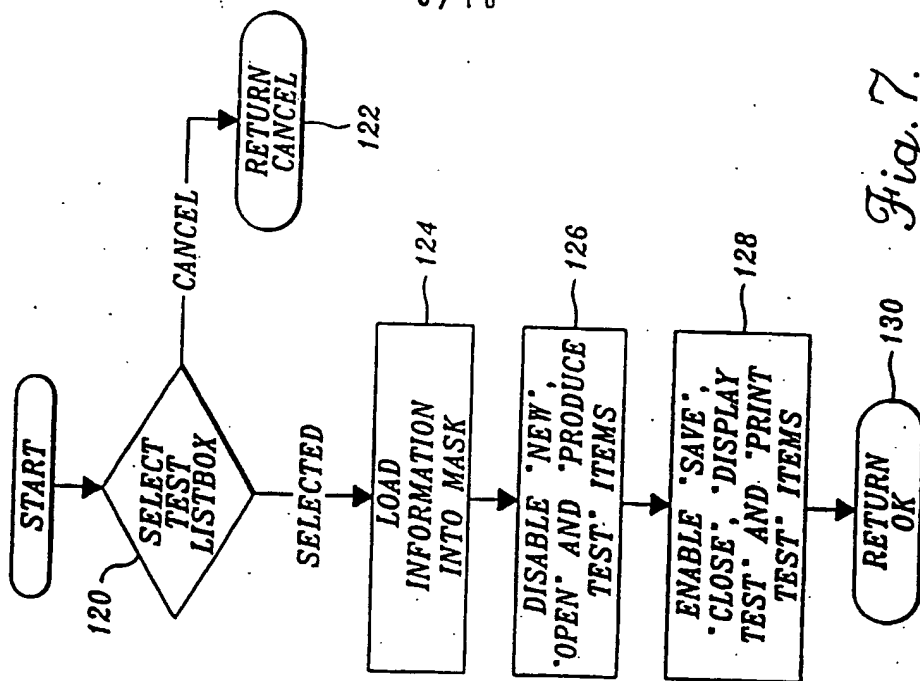 START
SELECT
TEST
LISTBOX
120
CANCEL
RETURN
CANCEL
122
SELECTED
LOAD
INFORMATION
INTO MASK
124
DISABLE "NEW",
"OPEN" AND "PRODUCE
TEST" ITEMS
126
ENABLE "SAVE",
"CLOSE", "DISPLAY
TEST" AND "PRINT
TEST" ITEMS
128
RETURN
OK
130
Fig. 7.